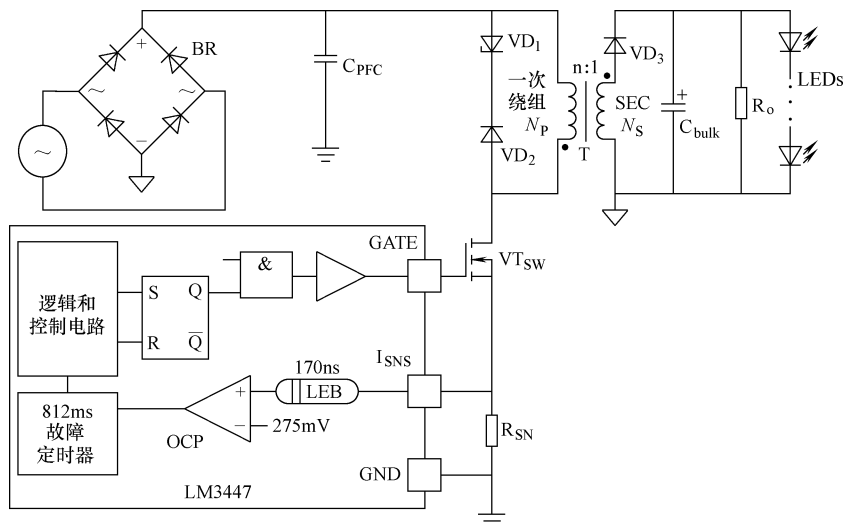 BR
+
~
~
−
~
C_PFC
VD₁
VD₂
一次
绕组
N_P
n:1
T
SEC
N_S
VD₃
+
C_bulk
R_o
LEDs
GATE
VT_SW
逻辑和
控制电路
S
Q
R
Q̅
&
I_SNS
170ns
LEB
+
−
275mV
OCP
812ms
故障
定时器
R_SN
GND
LM3447